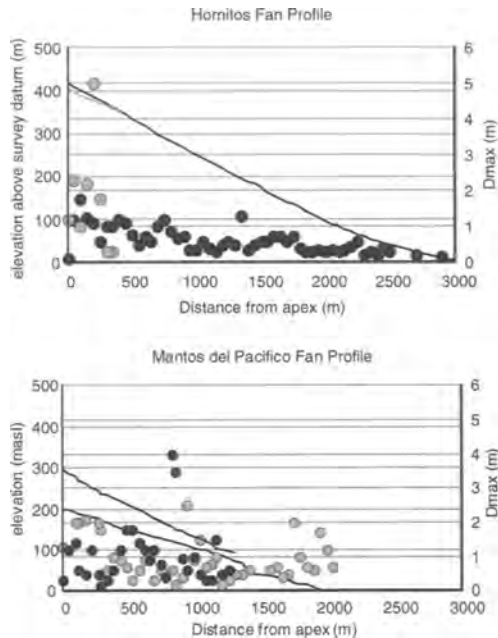 Hornitos Fan Profile
elevation above survey datum (m)
500
400
300
200
100
0
6
5
4
3
2
1
0
Dmax (m)
0 500 1000 1500 2000 2500 3000
Distance from apex (m)
Mantos del Pacifico Fan Profile
elevation (masl)
500
400
300
200
100
0
6
5
4
3
2
1
0
Dmax (m)
0 500 1000 1500 2000 2500 3000
Distance from apex (m)